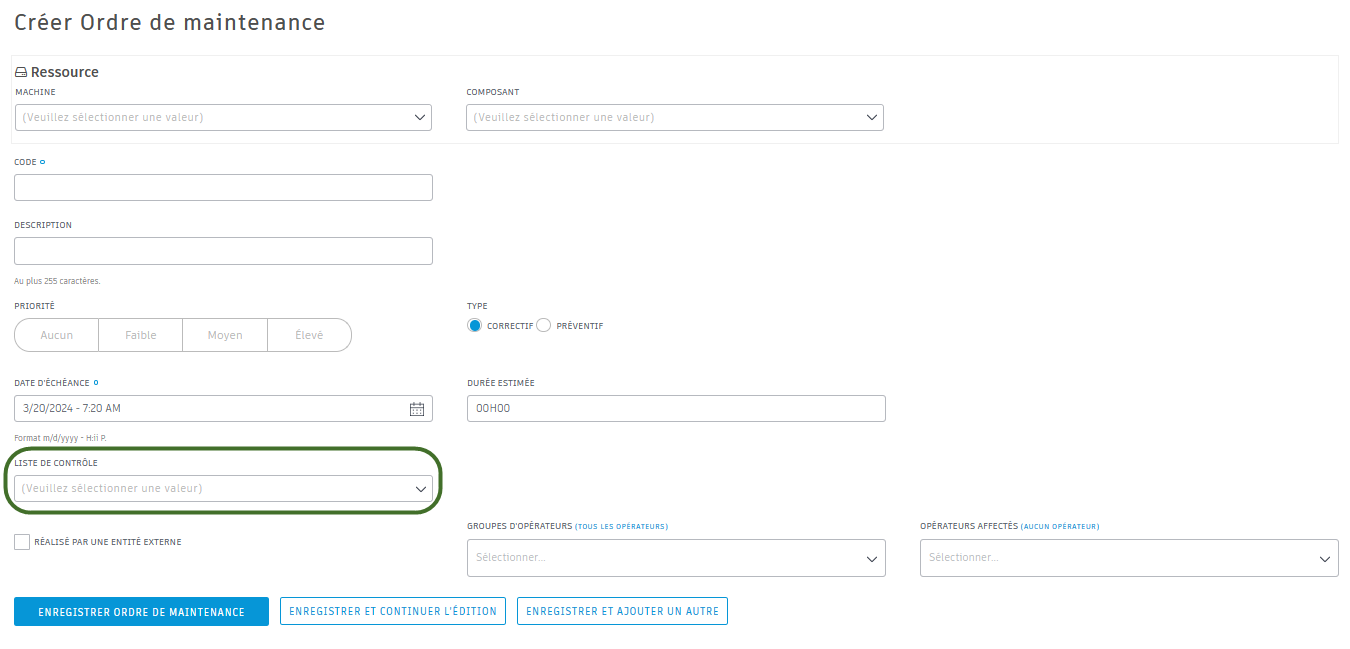 Créer Ordre de maintenance
Ressource
MACHINE
COMPOSANT
(Veuillez sélectionner une valeur)
(Veuillez sélectionner une valeur)
CODE
DESCRIPTION
Au plus 255 caractères.
PRIORITÉ
TYPE
Aucun
Faible
Moyen
Élevé
CORRECTIF
PRÉVENTIF
DATE D'ÉCHÉANCE
DURÉE ESTIMÉE
3/20/2024 - 7:20 AM
00H00
Format m/d/yyyy - H:ii P.
LISTE DE CONTRÔLE
(Veuillez sélectionner une valeur)
GROUPES D'OPÉRATEURS (TOUS LES OPÉRATEURS)
OPÉRATEURS AFFECTÉS (AUCUN OPÉRATEUR)
RÉALISÉ PAR UNE ENTITÉ EXTERNE
Sélectionner...
Sélectionner...
ENREGISTRER ORDRE DE MAINTENANCE
ENREGISTRER ET CONTINUER L'ÉDITION
ENREGISTRER ET AJOUTER UN AUTRE